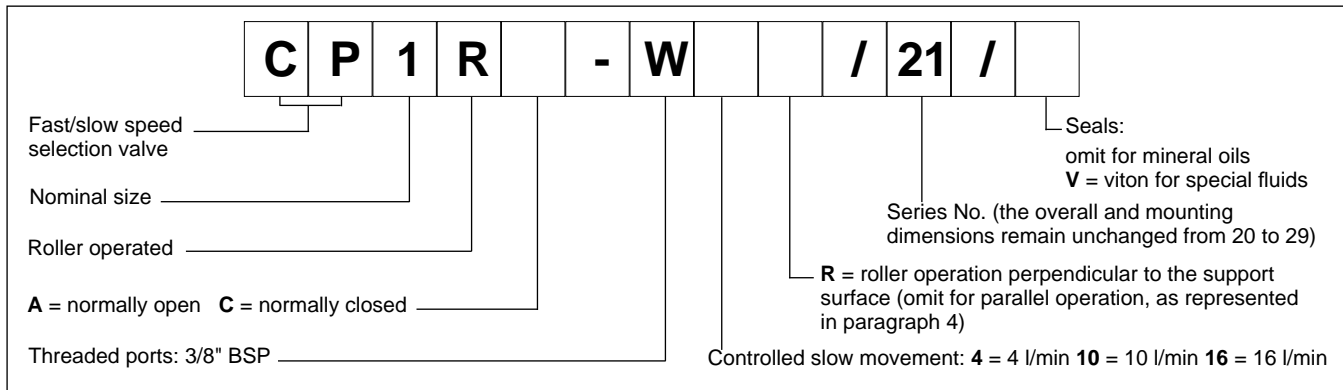 C P 1 R - W / 21 /
Fast/slow speed
selection valve
Nominal size
Roller operated
A = normally open C = normally closed
Threaded ports: 3/8" BSP
Seals:
omit for mineral oils
V = viton for special fluids
Series No. (the overall and mounting
dimensions remain unchanged from 20 to 29)
R = roller operation perpendicular to the support
surface (omit for parallel operation, as represented
in paragraph 4)
Controlled slow movement: 4 = 4 l/min 10 = 10 l/min 16 = 16 l/min